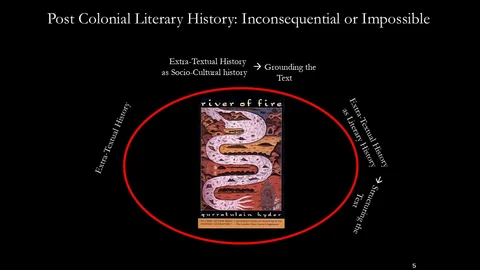 Post Colonial Literary History: Inconsequential or Impossible
Extra-Textual History
as Socio-Cultural history
→ Grounding the
Text
Extra-Textual History
river of fire
qurratulain hyder
Extra-Textual History
as Literary History
→ Structuring the
Text
5